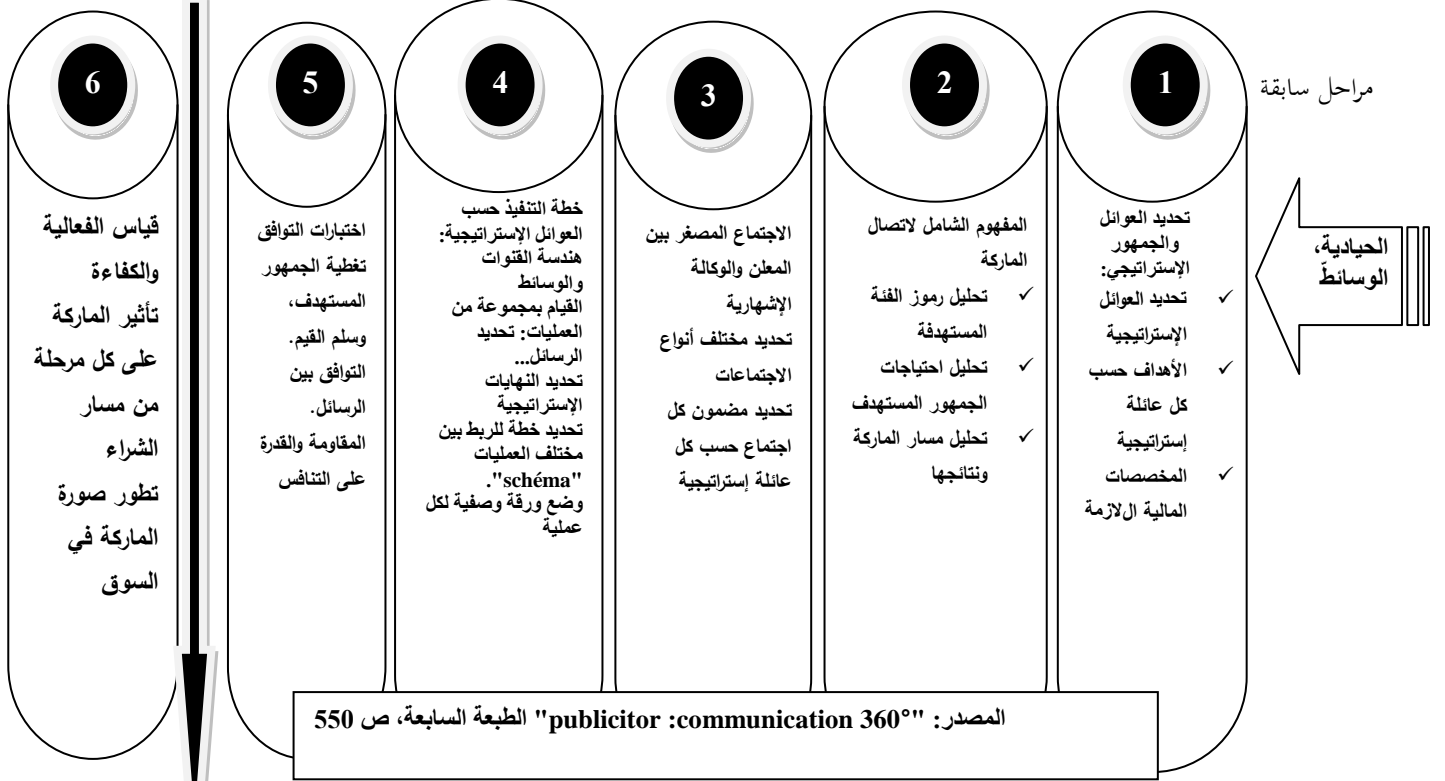 مراحل سابقة
الحيادية،
الوسائط
1
تحديد العوائل
والجمهور
الإستراتيجي:
✓ تحديد العوائل
الإستراتيجية
✓ الأهداف حسب
كل عائلة
إستراتيجية
✓ المخصصات
المالية اللازمة
2
المفهوم الشامل لاتصال
الماركة
✓ تحليل رموز الفئة
المستهدفة
✓ تحليل احتياجات
الجمهور المستهدف
✓ تحليل مسار الماركة
ونتائجها
3
الاجتماع المصغر بين
المعلن والوكالة
الإشهارية
تحديد مختلف أنواع
الاجتماعات
تحديد مضمون كل
اجتماع حسب كل
عائلة إستراتيجية
4
خطة التنفيذ حسب
العوائل الإستراتيجية:
هندسة القنوات
والوسائط
القيام بمجموعة من
العمليات: تحديد
الرسائل...
تحديد النهايات
الإستراتيجية
تحديد خطة للربط بين
مختلف العمليات
"schéma".
وضع ورقة وصفية لكل
عملية
5
اختبارات التوافق
تغطية الجمهور
المستهدف،
وسلم القيم.
التوافق بين
الرسائل.
المقاومة والقدرة
على التنافس
6
قياس الفعالية
والكفاءة
تأثير الماركة
على كل مرحلة
من مسار
الشراء
تطور صورة
الماركة في
السوق
المصدر: "publicitor :communication 360°" الطبعة السابعة، ص 550